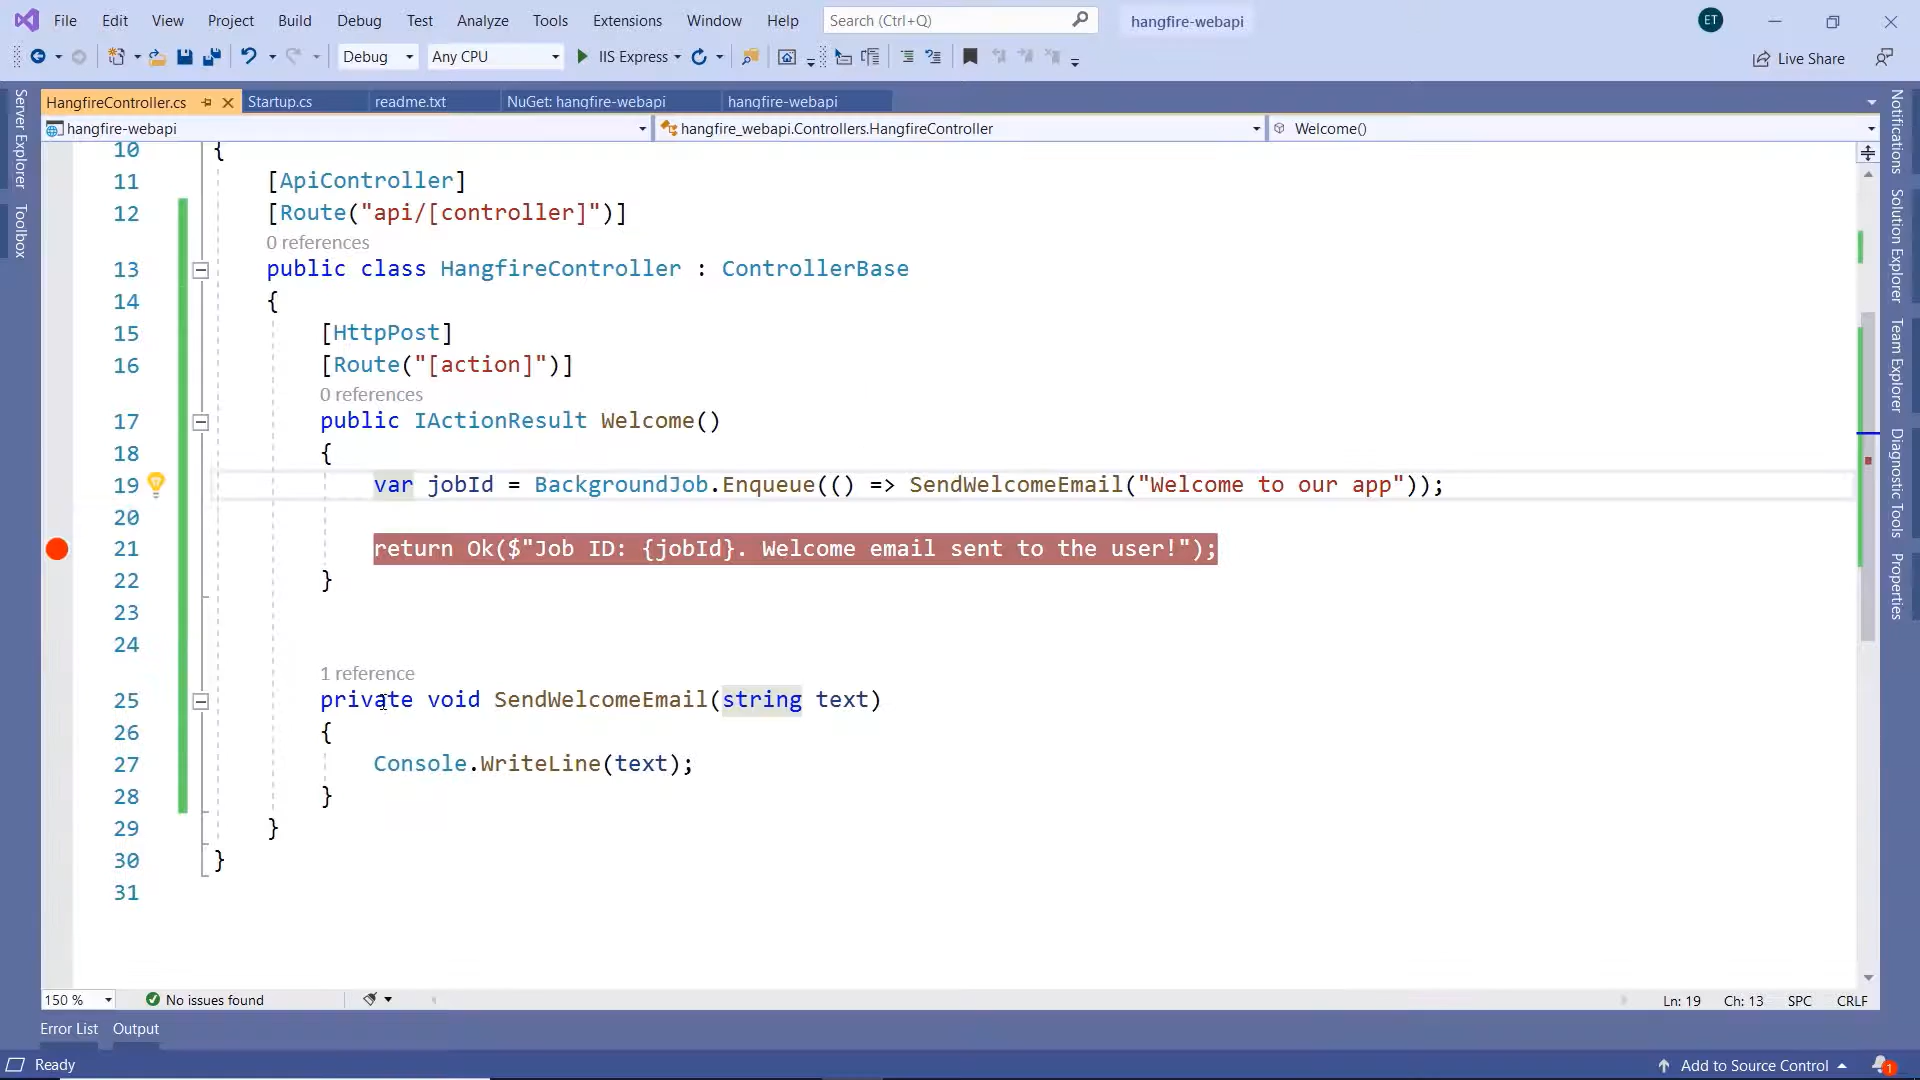 File Edit View Project Build Debug Test Analyze Tools Extensions Window Help Search (Ctrl+Q) hangfire-webapi ET
Debug Any CPU IIS Express Live Share
HangfireController.cs Startup.cs readme.txt NuGet: hangfire-webapi hangfire-webapi
hangfire-webapi hangfire_webapi.Controllers.HangfireController Welcome()
Server Explorer
Toolbox
10 {
11 [ApiController]
12 [Route("api/[controller]")]
0 references
13 public class HangfireController : ControllerBase
14 {
15 [HttpPost]
16 [Route("[action]")]
0 references
17 public IActionResult Welcome()
18 {
19 var jobId = BackgroundJob.Enqueue(() => SendWelcomeEmail("Welcome to our app"));
20
21 return Ok($"Job ID: {jobId}. Welcome email sent to the user!");
22 }
23
24
1 reference
25 private void SendWelcomeEmail(string text)
26 {
27 Console.WriteLine(text);
28 }
29 }
30 }
31
Notifications
Solution Explorer
Team Explorer
Diagnostic Tools
Properties
150 % No issues found Ln: 19 Ch: 13 SPC CRLF
Error List Output
Ready Add to Source Control 1